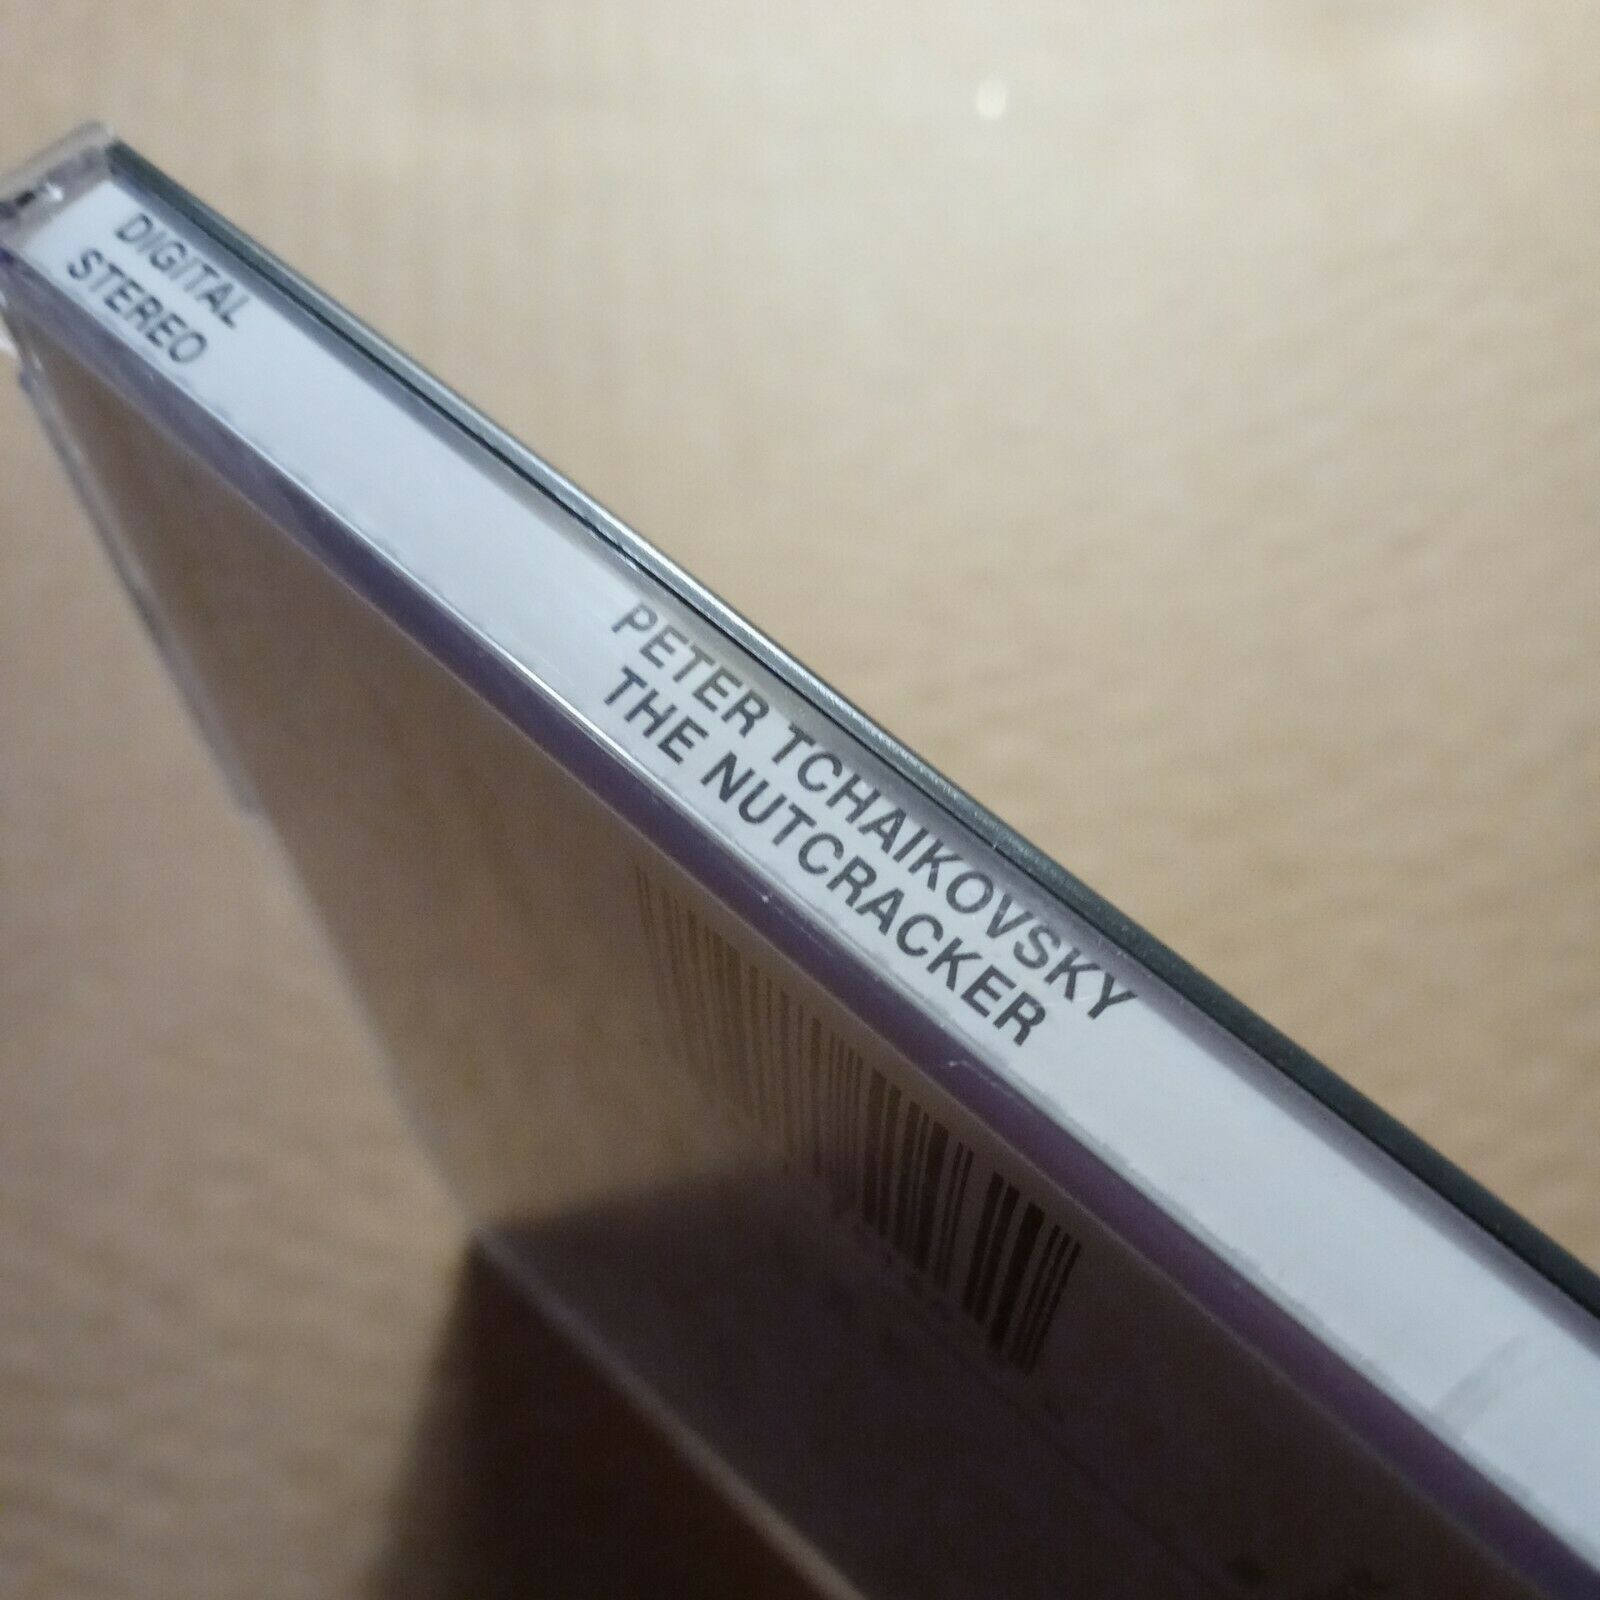 DIGITAL
STEREO
PETER TCHAIKOVSKY
THE NUTCRACKER